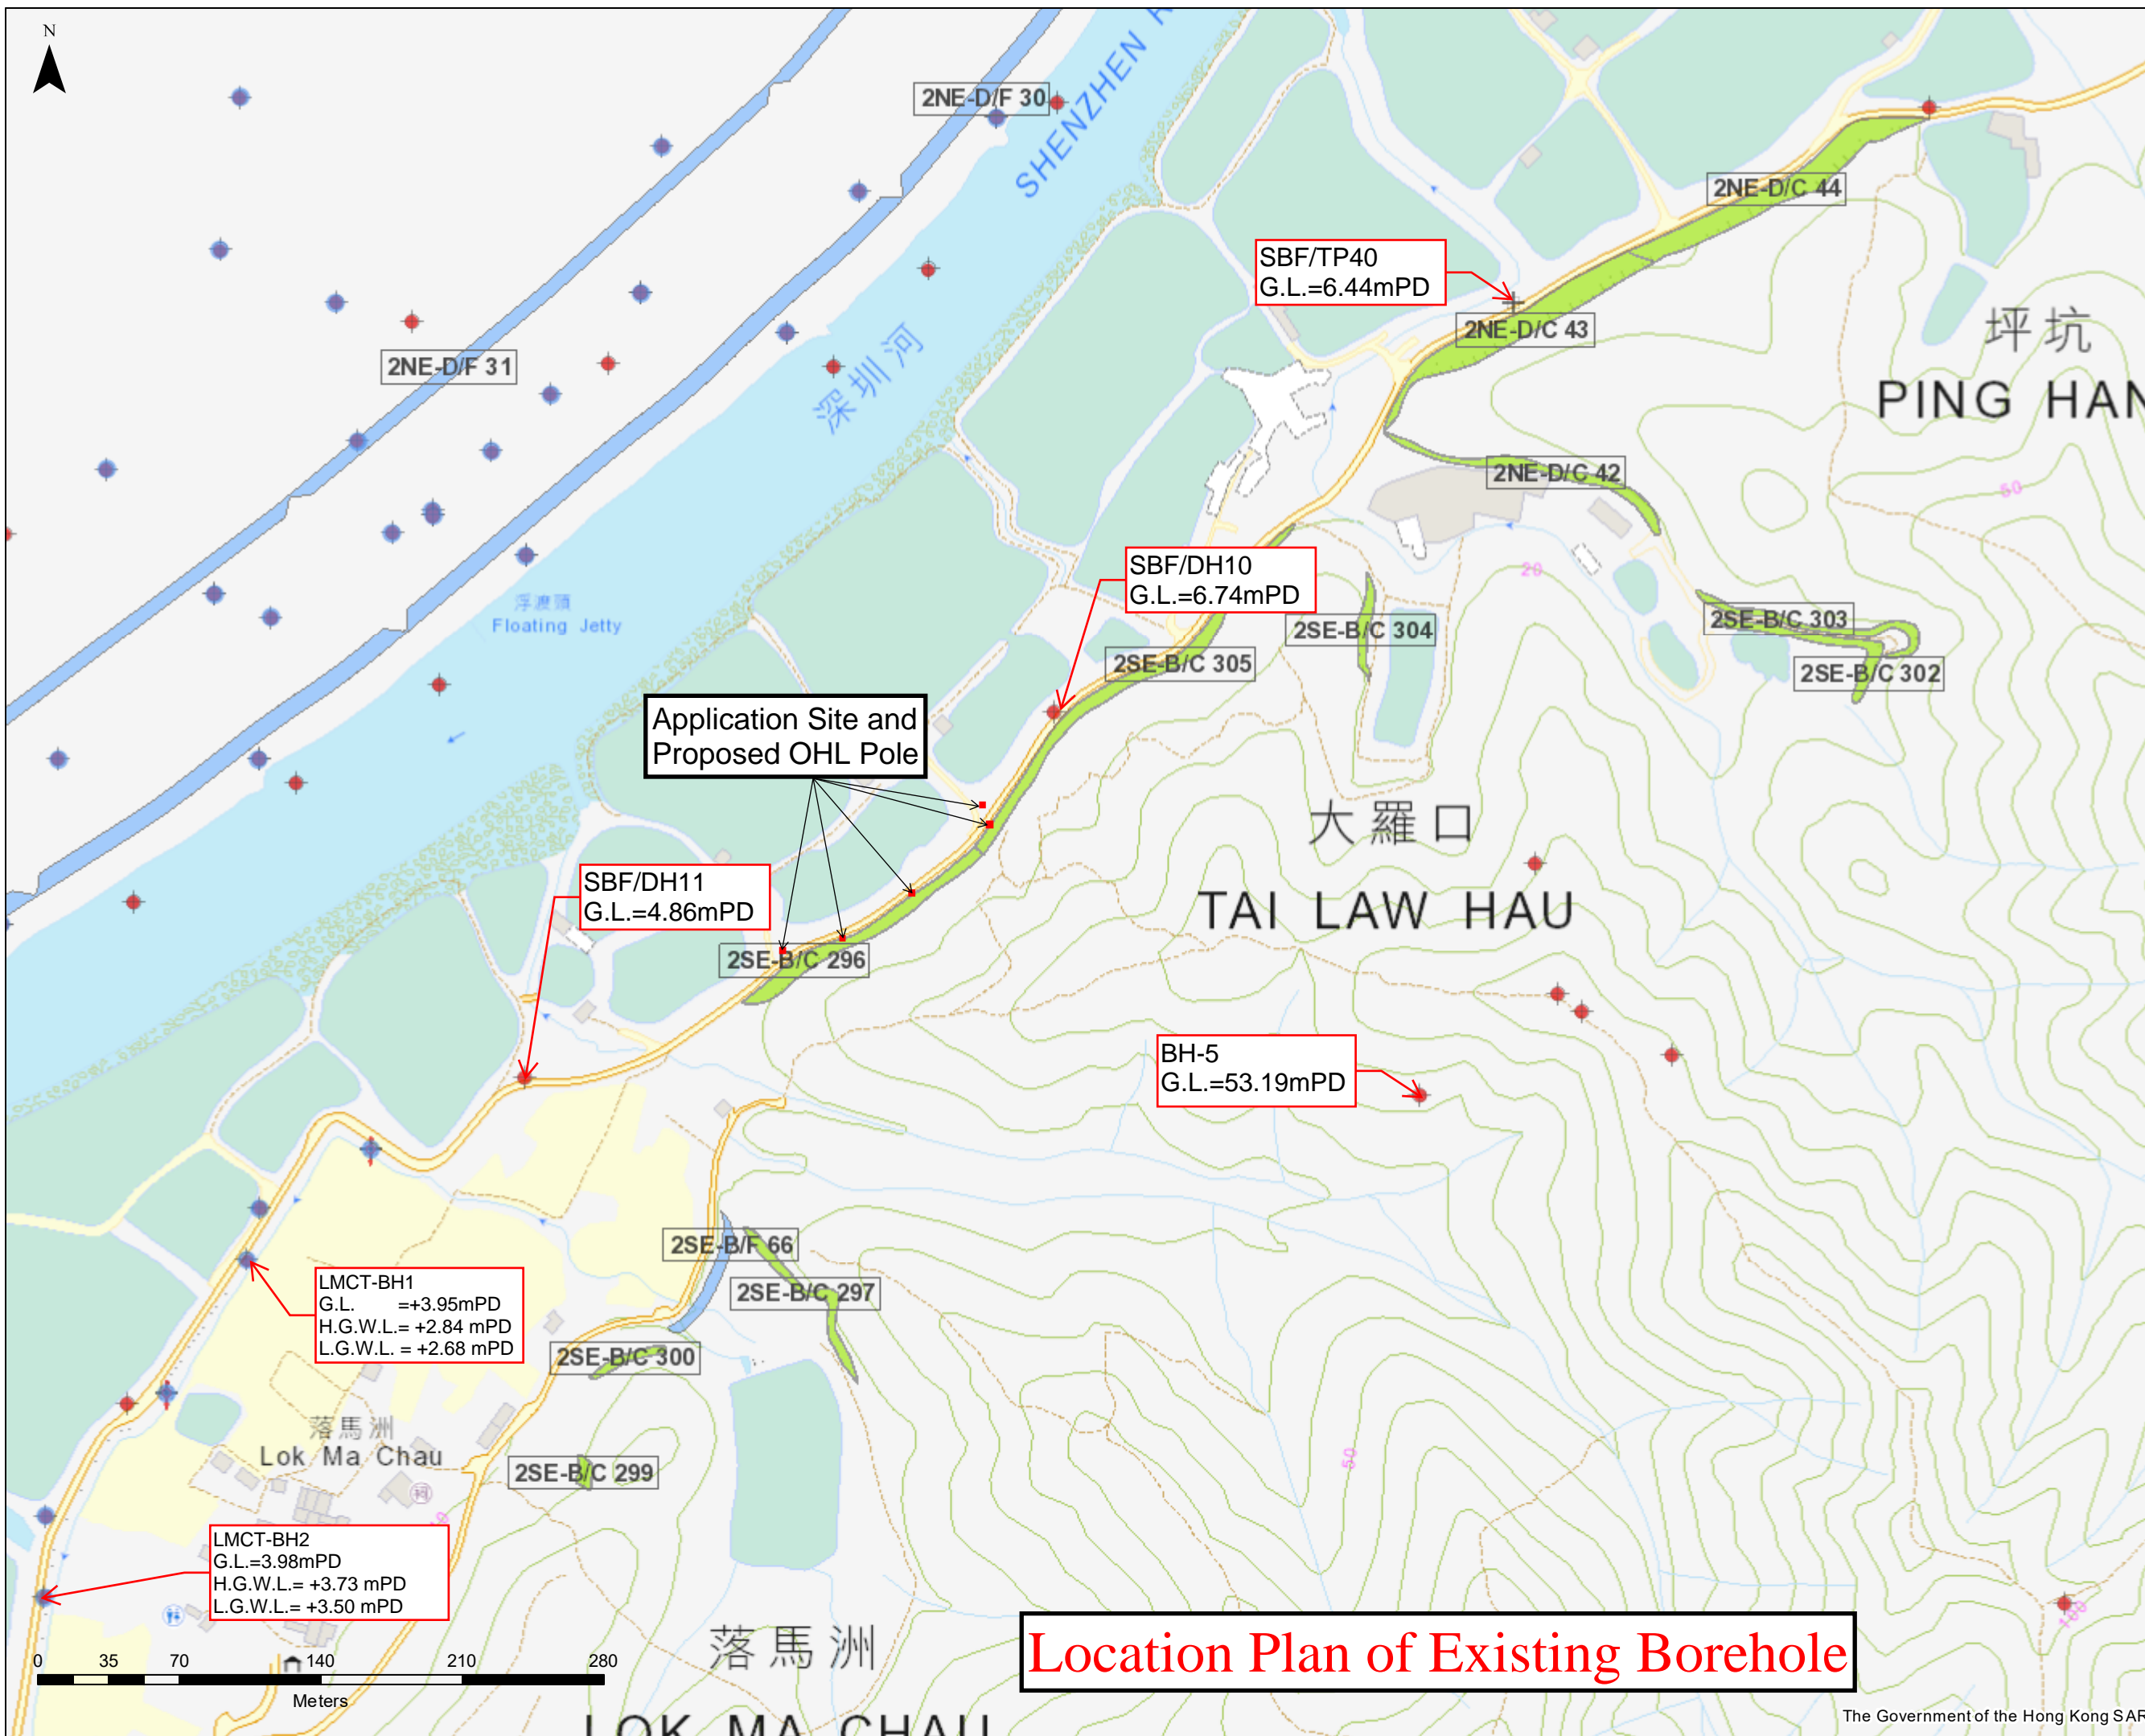 N
2NE-D/F 30
SHENZHEN R
2NE-D/C 44
SBF/TP40
G.L.=6.44mPD
2NE-D/C 43
坪坑
PING HAN
2NE-D/F 31
深圳河
2NE-D/C 42
50
20
SBF/DH10
G.L.=6.74mPD
浮渡頭
Floating Jetty
2SE-B/C 304
2SE-B/C 303
2SE-B/C 305
2SE-B/C 302
Application Site and
Proposed OHL Pole
大羅口
TAI LAW HAU
SBF/DH11
G.L.=4.86mPD
2SE-B/C 296
BH-5
G.L.=53.19mPD
2SE-B/F 66
2SE-B/C 297
LMCT-BH1
G.L. =+3.95mPD
H.G.W.L.= +2.84 mPD
L.G.W.L. = +2.68 mPD
2SE-B/C 300
落馬洲
Lok Ma Chau
祠
2SE-B/C 299
50
LMCT-BH2
G.L.=3.98mPD
H.G.W.L.= +3.73 mPD
L.G.W.L.= +3.50 mPD
100
落馬洲
LOK MA CHAU
Location Plan of Existing Borehole
0 35 70 140 210 280
Meters
The Government of the Hong Kong SAR